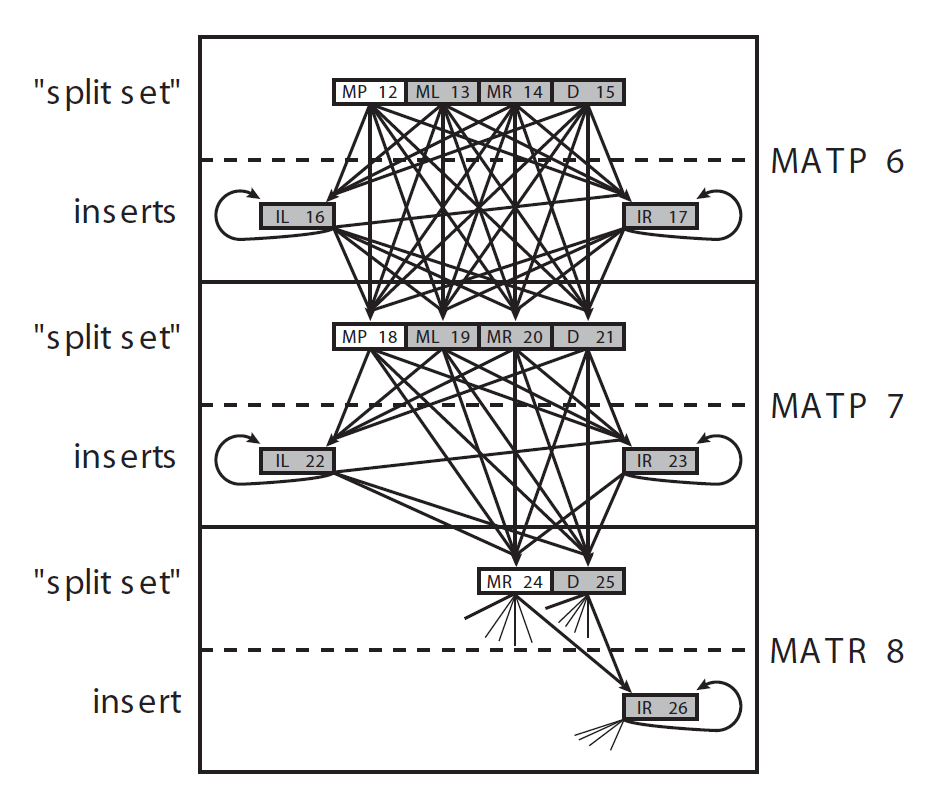 "split set" MP 12 ML 13 MR 14 D 15
MATP 6
inserts IL 16 IR 17
"split set" MP 18 ML 19 MR 20 D 21
MATP 7
inserts IL 22 IR 23
"split set" MR 24 D 25
MATR 8
insert IR 26